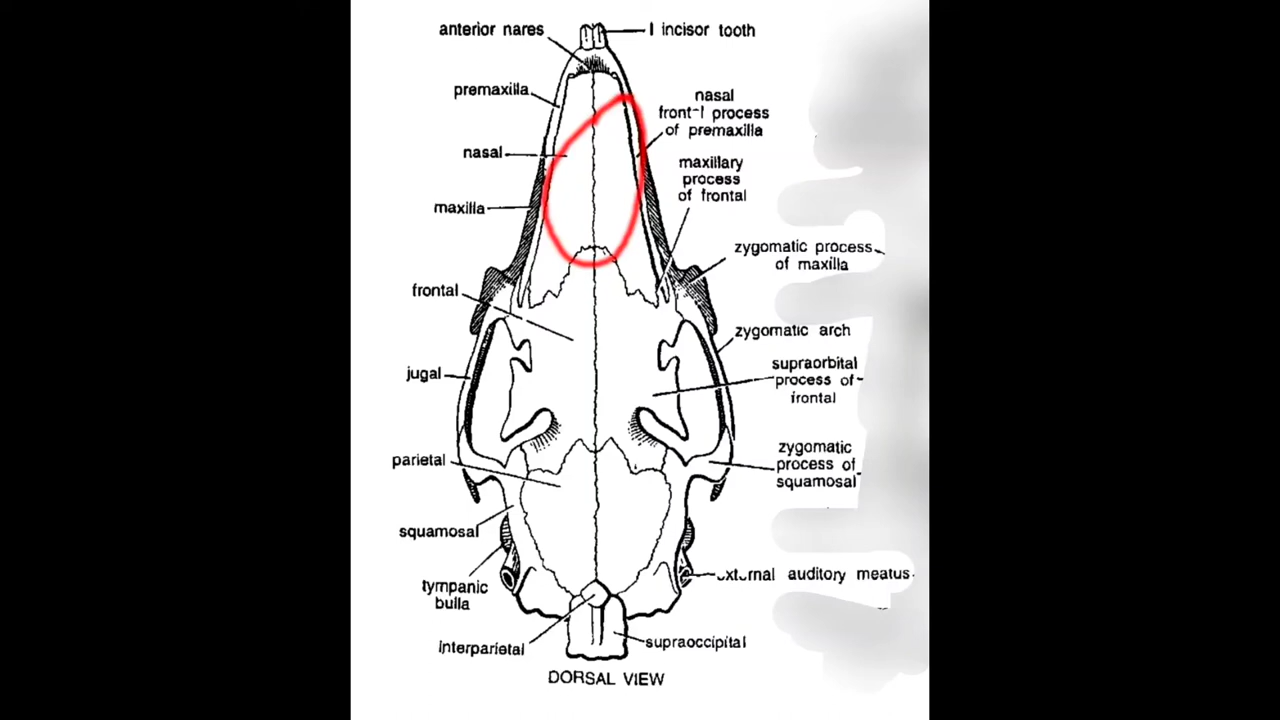 anterior nares
I incisor tooth
premaxilla
nasal
front-l process
of premaxilla
nasal
maxillary
process
of frontal
maxilla
zygomatic process
of maxilla
frontal
zygomatic arch
supraorbital
process of
frontal
jugal
zygomatic
process of
squamosal
parietal
squamosal
tympanic
bulla
external auditory meatus
interparietal
supraoccipital
DORSAL VIEW